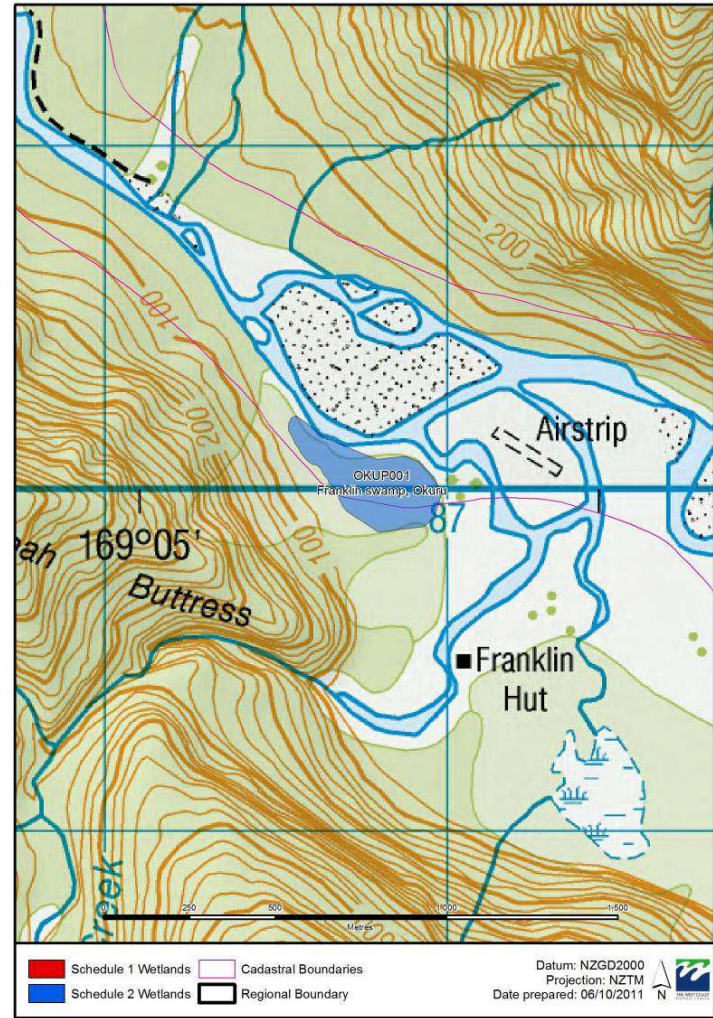 200
100
200
Airstrip
OKUP001
Franklin swamp, Okuru
87
169°05'
100
Buttress
Franklin
Hut
Creek
0 250 500 1 000 1 500
Metres
Schedule 1 Wetlands
Cadastral Boundaries
Schedule 2 Wetlands
Regional Boundary
Datum: NZGD2000
Projection: NZTM
Date prepared: 06/10/2011
N